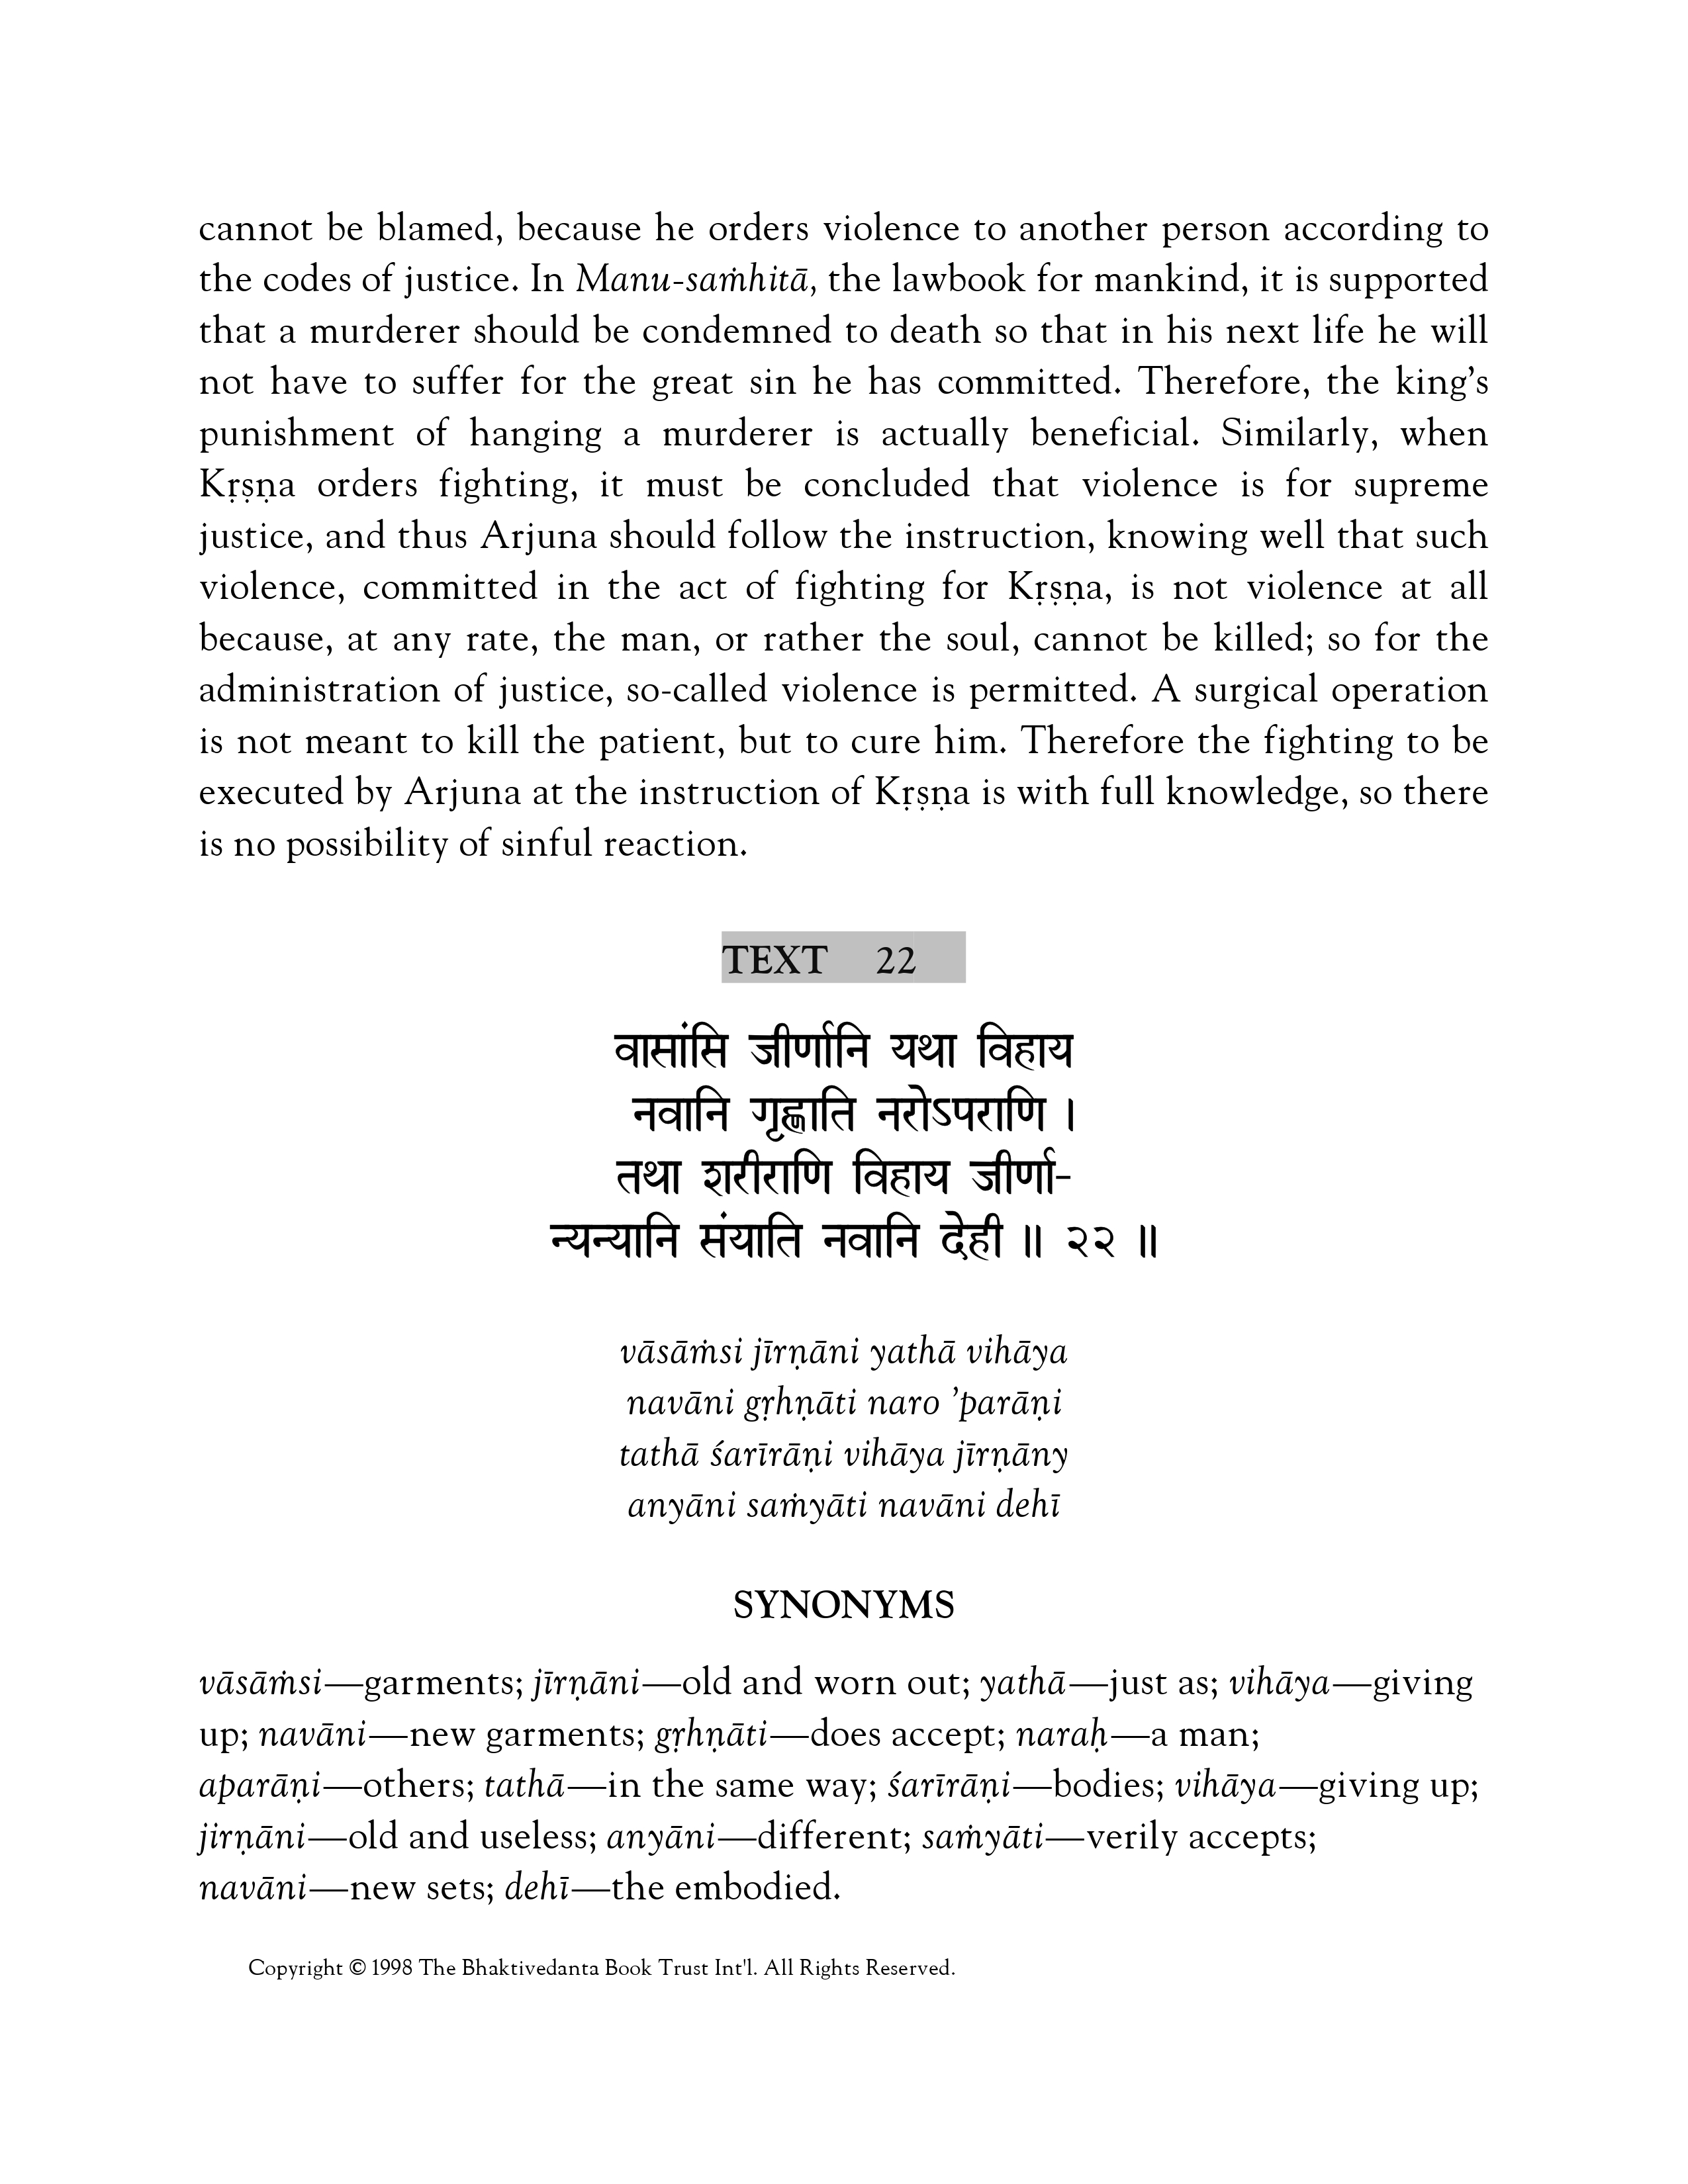 cannot be blamed, because he orders violence to another person according to
the codes of justice. In Manu-saṁhitā, the lawbook for mankind, it is supported
that a murderer should be condemned to death so that in his next life he will
not have to suffer for the great sin he has committed. Therefore, the king’s
punishment of hanging a murderer is actually beneficial. Similarly, when
Kṛṣṇa orders fighting, it must be concluded that violence is for supreme
justice, and thus Arjuna should follow the instruction, knowing well that such
violence, committed in the act of fighting for Kṛṣṇa, is not violence at all
because, at any rate, the man, or rather the soul, cannot be killed; so for the
administration of justice, so-called violence is permitted. A surgical operation
is not meant to kill the patient, but to cure him. Therefore the fighting to be
executed by Arjuna at the instruction of Kṛṣṇa is with full knowledge, so there
is no possibility of sinful reaction.
TEXT 22
वासांसि जीर्णानि यथा विहाय
नवानि गृह्णाति नरोऽपराणि ।
तथा शरीराणि विहाय जीर्णा-
न्यन्यानि संयाति नवानि देही ॥ २२ ॥
vāsāṁsi jīrṇāni yathā vihāya
navāni gṛhṇāti naro ’parāṇi
tathā śarīrāṇi vihāya jīrṇāny
anyāni saṁyāti navāni dehī
SYNONYMS
vāsāṁsi—garments; jīrṇāni—old and worn out; yathā—just as; vihāya—giving
up; navāni—new garments; gṛhṇāti—does accept; naraḥ—a man;
aparāṇi—others; tathā—in the same way; śarīrāṇi—bodies; vihāya—giving up;
jirṇāni—old and useless; anyāni—different; saṁyāti—verily accepts;
navāni—new sets; dehī—the embodied.
Copyright © 1998 The Bhaktivedanta Book Trust Int'l. All Rights Reserved.